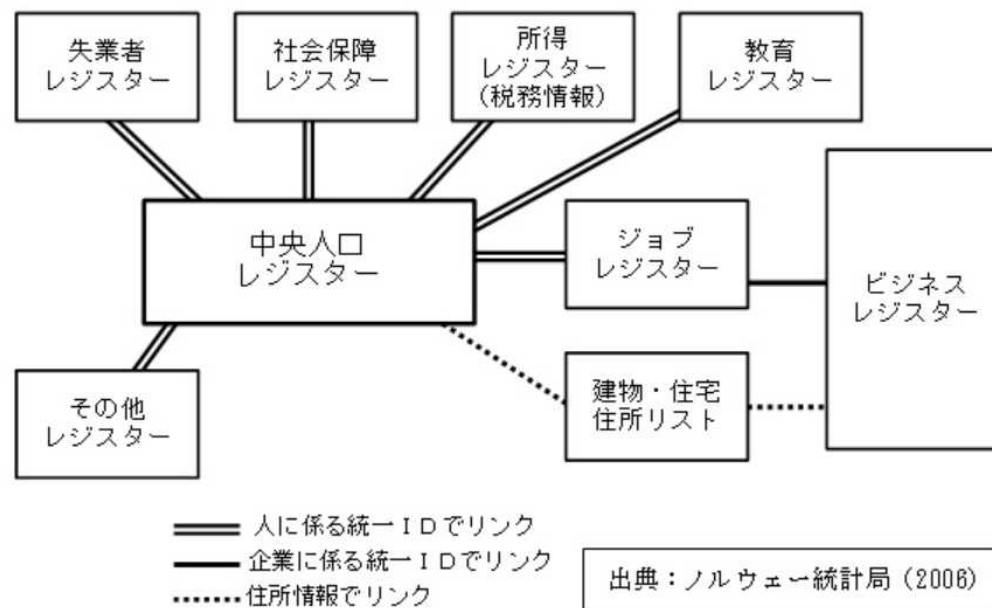 失業者
レジスター
社会保障
レジスター
所得
レジスター
(税務情報)
教育
レジスター
中央人口
レジスター
ジョブ
レジスター
ビジネス
レジスター
建物・住宅
住所リスト
その他
レジスター
人に係る統一ＩＤでリンク
企業に係る統一ＩＤでリンク
住所情報でリンク
出典：ノルウェー統計局 (2006)